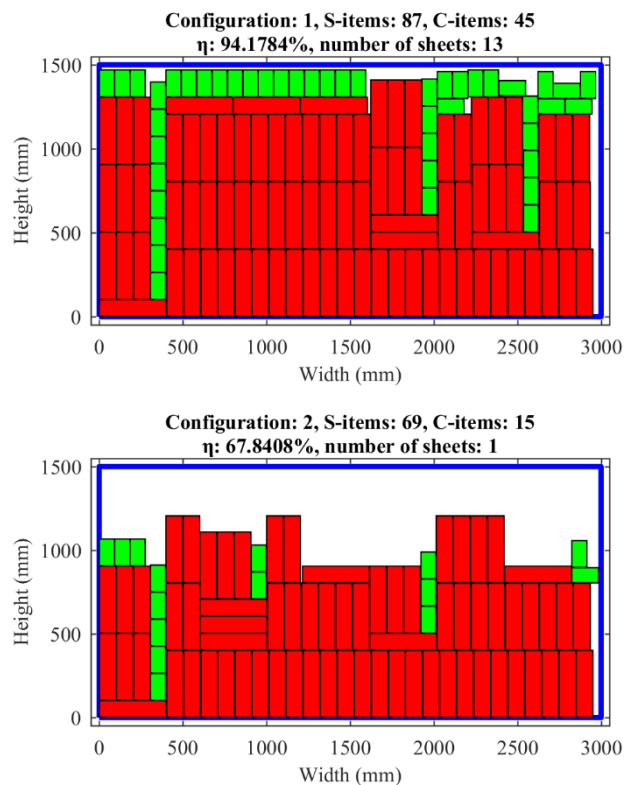 Configuration: 1, S-items: 87, C-items: 45
η: 94.1784%, number of sheets: 13
1500
1000
500
0
Height (mm)
0 500 1000 1500 2000 2500 3000
Width (mm)
Configuration: 2, S-items: 69, C-items: 15
η: 67.8408%, number of sheets: 1
1500
1000
500
0
Height (mm)
0 500 1000 1500 2000 2500 3000
Width (mm)